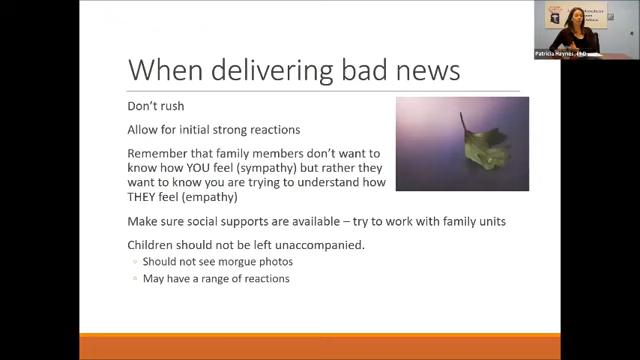 When delivering bad news
Don't rush
Allow for initial strong reactions
Remember that family members don't want to
know how YOU feel (sympathy) but rather they
want to know you are trying to understand how
THEY feel (empathy)
Make sure social supports are available – try to work with family units
Children should not be left unaccompanied.
Should not see morgue photos
May have a range of reactions
Patricia Haynes,